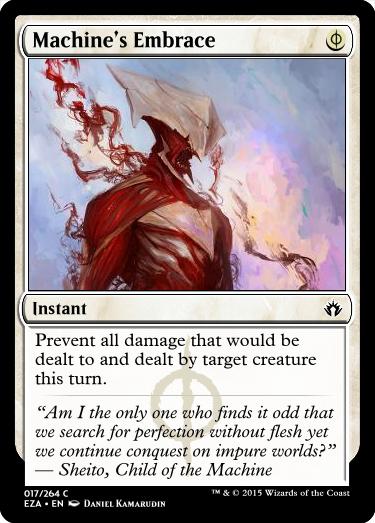 Machine's Embrace
Instant
Prevent all damage that would be
dealt to and dealt by target creature
this turn.
“Am I the only one who finds it odd that
we search for perfection without flesh yet
we continue conquest on impure worlds?”
— Sheito, Child of the Machine
017/264 C
EZA • EN Daniel Kamarudin
™ & © 2015 Wizards of the Coast